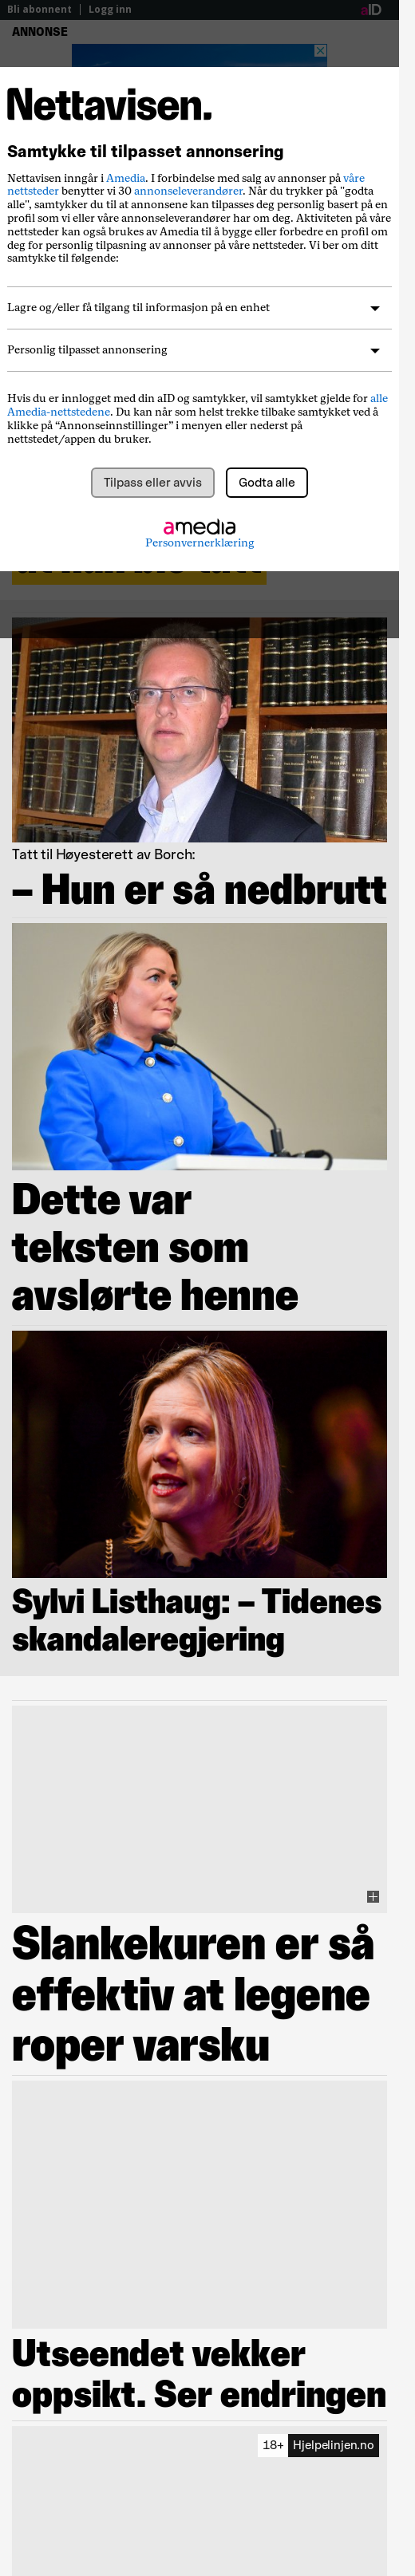 Bli abonnent | Logg inn
aID
ANNONSE
Nettavisen.
Samtykke til tilpasset annonsering
Nettavisen inngår i Amedia. I forbindelse med salg av annonser på våre
nettsteder benytter vi 30 annonseleverandører. Når du trykker på "godta
alle", samtykker du til at annonsene kan tilpasses deg personlig basert på en
profil som vi eller våre annonseleverandører har om deg. Aktiviteten på våre
nettsteder kan også brukes av Amedia til å bygge eller forbedre en profil om
deg for personlig tilpasning av annonser på våre nettsteder. Vi ber om ditt
samtykke til følgende:
Lagre og/eller få tilgang til informasjon på en enhet
Personlig tilpasset annonsering
Hvis du er innlogget med din aID og samtykker, vil samtykket gjelde for alle
Amedia-nettstedene. Du kan når som helst trekke tilbake samtykket ved å
klikke på “Annonseinnstillinger” i menyen eller nederst på
nettstedet/appen du bruker.
Tilpass eller avvis
Godta alle
amedia
Personvernerklæring
Tatt til Høyesterett av Borch:
– Hun er så nedbrutt
Dette var
teksten som
avslørte henne
Sylvi Listhaug: – Tidenes
skandaleregjering
Slankekuren er så
effektiv at legene
roper varsku
Utseendet vekker
oppsikt. Ser endringen
18+ Hjelpelinjen.no